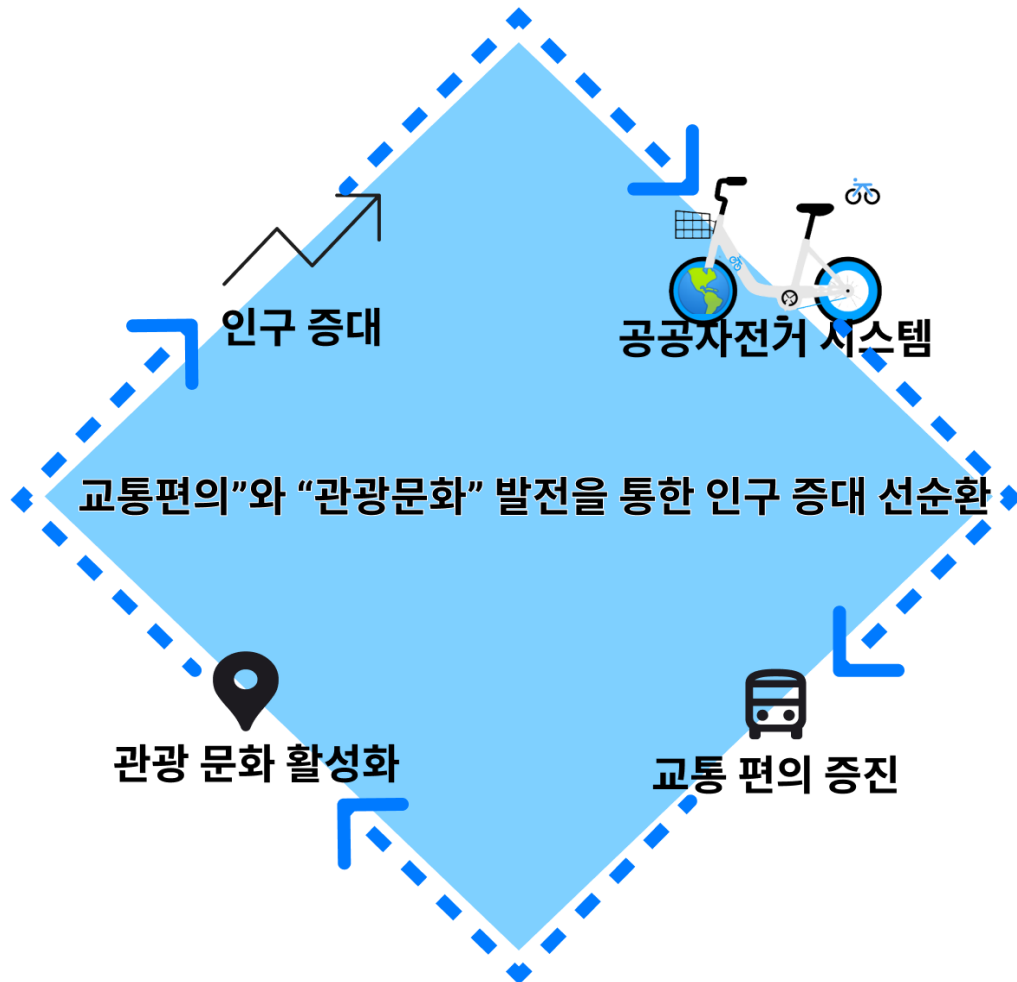 인구 증대
공공자전거 시스템
교통편의”와 “관광문화” 발전을 통한 인구 증대 선순환
관광 문화 활성화
교통 편의 증진